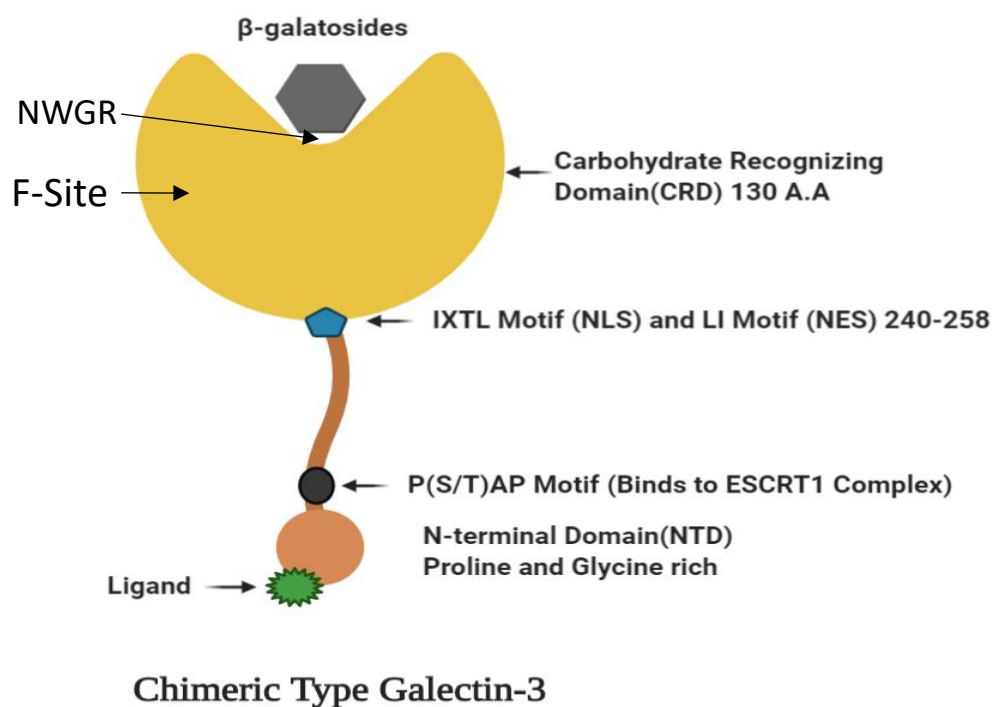 β-galatosides
NWGR
F-Site
Carbohydrate Recognizing
Domain(CRD) 130 A.A
IXTL Motif (NLS) and LI Motif (NES) 240-258
P(S/T)AP Motif (Binds to ESCRT1 Complex)
N-terminal Domain(NTD)
Proline and Glycine rich
Ligand
Chimeric Type Galectin-3